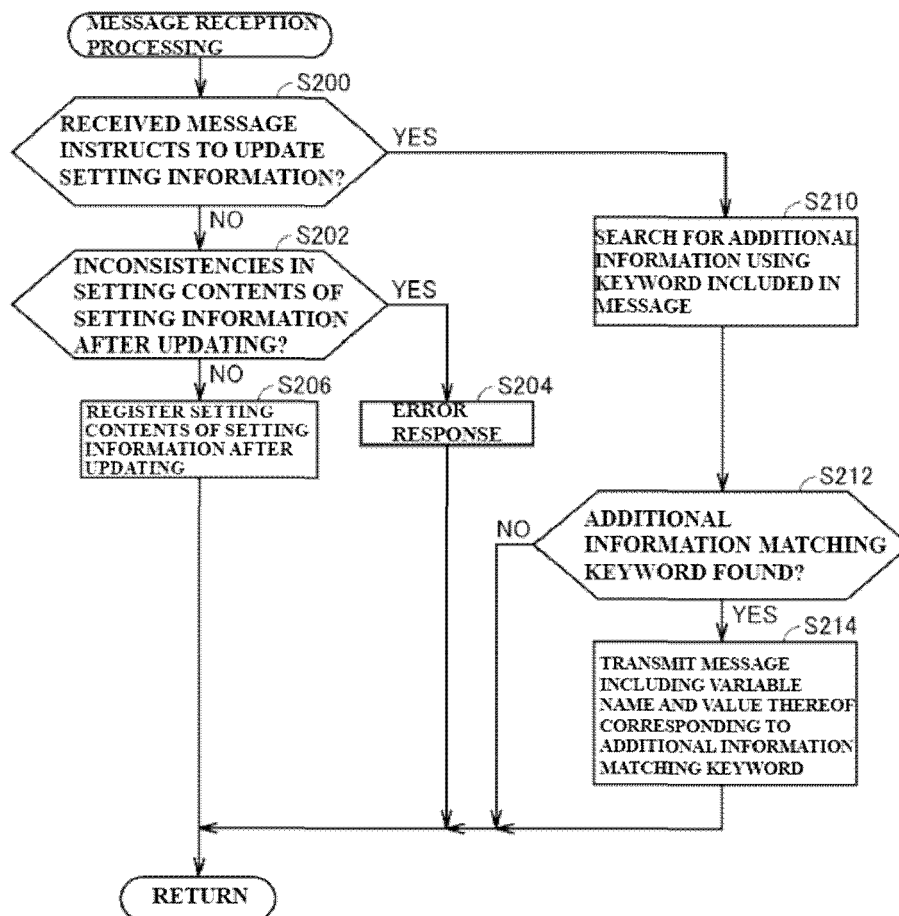 MESSAGE RECEPTION
PROCESSING
S200
RECEIVED MESSAGE
INSTRUCTS TO UPDATE
SETTING INFORMATION?
YES
NO
S202
INCONSISTENCIES IN
SETTING CONTENTS OF
SETTING INFORMATION
AFTER UPDATING?
YES
NO
S206
REGISTER SETTING
CONTENTS OF SETTING
INFORMATION AFTER
UPDATING
S204
ERROR
RESPONSE
S210
SEARCH FOR ADDITIONAL
INFORMATION USING
KEYWORD INCLUDED IN
MESSAGE
S212
ADDITIONAL
INFORMATION MATCHING
KEYWORD FOUND?
NO
YES
S214
TRANSMIT MESSAGE
INCLUDING VARIABLE
NAME AND VALUE THEREOF
CORRESPONDING TO
ADDITIONAL INFORMATION
MATCHING KEYWORD
RETURN